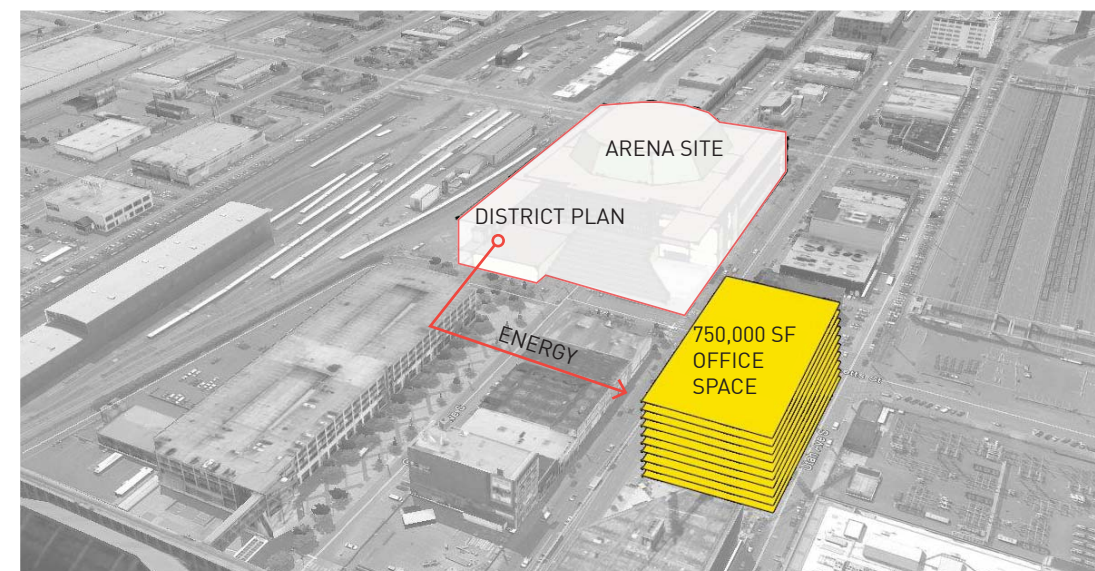 ARENA SITE
DISTRICT PLAN
ENERGY
750,000 SF
OFFICE
SPACE